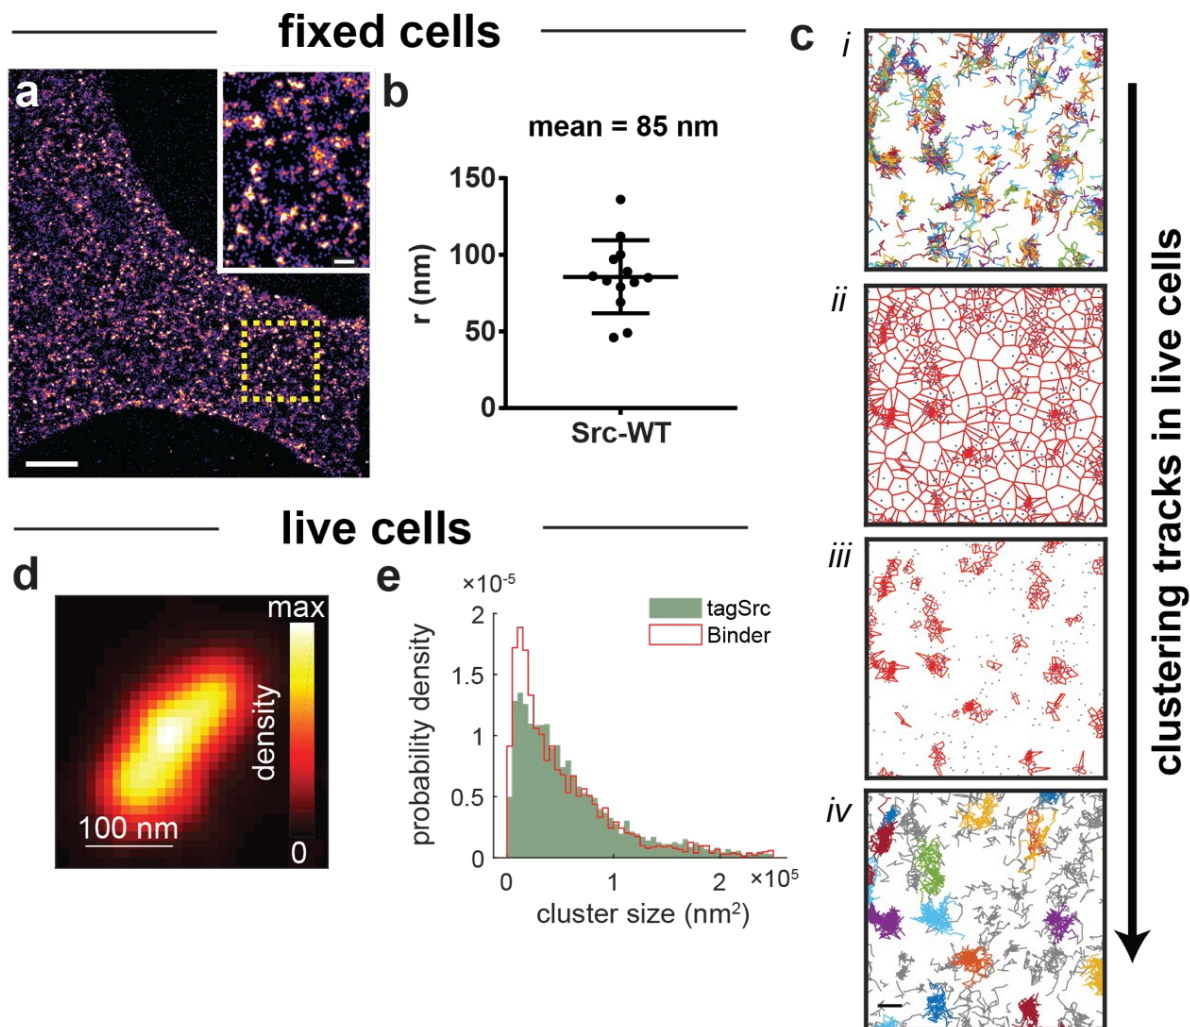 fixed cells
a
b
mean = 85 nm
150
100
50
0
r (nm)
Src-WT
c
i
ii
iii
iv
clustering tracks in live cells
live cells
d
max
density
0
100 nm
e
×10⁻⁵
2
1.5
1
0.5
0
probability density
tagSrc
Binder
0
1
2
×10⁵
cluster size (nm²)